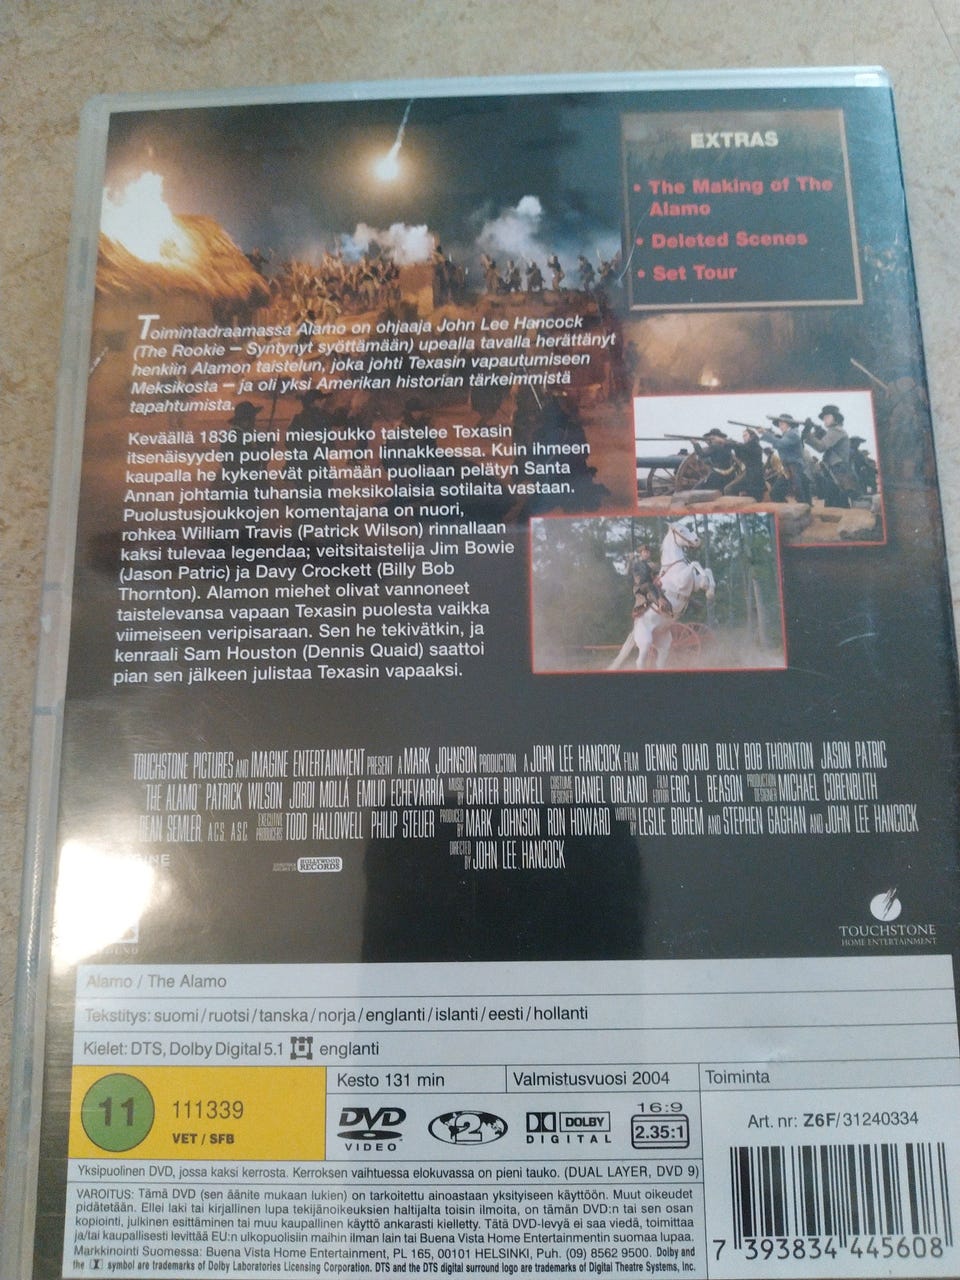 EXTRAS
• The Making of The
Alamo
• Deleted Scenes
• Set Tour
Toimintadraamassa Alamo on ohjaaja John Lee Hancock
(The Rookie – Syntynyt syöttämään) upealla tavalla herättänyt
henkiin Alamon taistelun, joka johti Texasin vapautumiseen
Meksikosta – ja oli yksi Amerikan historian tärkeimmistä
tapahtumista.
Keväällä 1836 pieni miesjoukko taistelee Texasin
itsenäisyyden puolesta Alamon linnakkeessa. Kuin ihmeen
kaupalla he kykenevät pitämään puoliaan pelätyn Santa
Annan johtamia tuhansia meksikolaisia sotilaita vastaan.
Puolustusjoukkojen komentajana on nuori,
rohkea William Travis (Patrick Wilson) rinnallaan
kaksi tulevaa legendaa; veitsitaistelija Jim Bowie
(Jason Patric) ja Davy Crockett (Billy Bob
Thornton). Alamon miehet olivat vannoneet
taistelevansa vapaan Texasin puolesta vaikka
viimeiseen veripisaraan. Sen he tekivätkin, ja
kenraali Sam Houston (Dennis Quaid) saattoi
pian sen jälkeen julistaa Texasin vapaaksi.
TOUCHSTONE PICTURES AND IMAGINE ENTERTAINMENT PRESENT A MARK JOHNSON PRODUCTION A JOHN LEE HANCOCK FILM DENNIS QUAID BILLY BOB THORNTON JASON PATRIC
"THE ALAMO" PATRICK WILSON JORDI MOLLÁ EMILIO ECHEVARRÍA MUSIC BY CARTER BURWELL COSTUME DESIGNER DANIEL ORLANDI FILM EDITOR ERIC L. BEASON PRODUCTION DESIGNER MICHAEL CORENBLITH
DEAN SEMLER, A.C.S. A.S.C. EXECUTIVE PRODUCERS TODD HALLOWELL PHILIP STEUER PRODUCED BY MARK JOHNSON RON HOWARD WRITTEN BY LESLIE BOHEM AND STEPHEN GAGHAN AND JOHN LEE HANCOCK
DIRECTED BY JOHN LEE HANCOCK
HOLLYWOOD RECORDS
TOUCHSTONE
HOME ENTERTAINMENT
Alamo / The Alamo
Tekstitys: suomi/ruotsi/tanska/norja/englanti/islanti/eesti/hollanti
Kielet: DTS, Dolby Digital 5.1 englanti
11 111339
VET / SFB
Kesto 131 min
Valmistusvuosi 2004
Toiminta
DVD VIDEO
2
DOLBY DIGITAL
16:9
2.35:1
Art. nr: Z6F/31240334
Yksipuolinen DVD, jossa kaksi kerrosta. Kerroksen vaihtuessa elokuvassa on pieni tauko. (DUAL LAYER, DVD 9)
VAROITUS: Tämä DVD (sen äänite mukaan lukien) on tarkoitettu ainoastaan yksityiseen käyttöön. Muut oikeudet
pidätetään. Ellei laki tai kirjallinen lupa tekijänoikeuksien haltijalta toisin ilmoita, on tämän DVD:n tai sen osan
kopiointi, julkinen esittäminen tai muu kaupallinen käyttö ankarasti kielletty. Tätä DVD-levyä ei saa viedä, toimittaa
ja/tai kaupallisesti levittää EU:n ulkopuolisiin maihin ilman lain tai Buena Vista Home Entertainmentin suomaa lupaa.
Markkinointi Suomessa: Buena Vista Home Entertainment, PL 165, 00101 HELSINKI, Puh. (09) 8562 9500. Dolby and
the symbol are trademarks of Dolby Laboratories Licensing Corporation. DTS and the DTS digital surround logo are trademarks of Digital Theatre Systems, Inc.
7 393834 445608